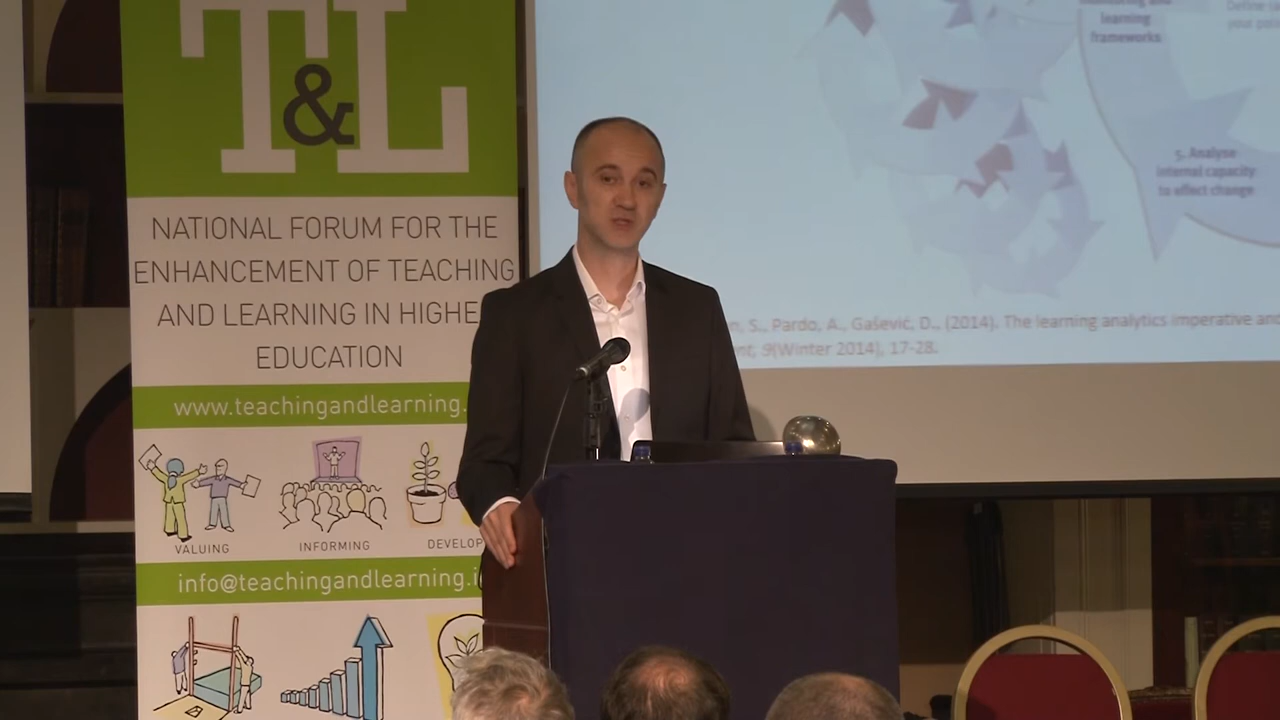 T&L
NATIONAL FORUM FOR THE
ENHANCEMENT OF TEACHING
AND LEARNING IN HIGHE
EDUCATION
www.teachingandlearning.
VALUING
INFORMING
DEVELOP
info@teachingandlearning.i
learning
frameworks
5. Analyse
internal capacity
to effect change
n, S., Pardo, A., Gašević, D., (2014). The learning analytics imperative an
nt, 9(Winter 2014), 17-28.